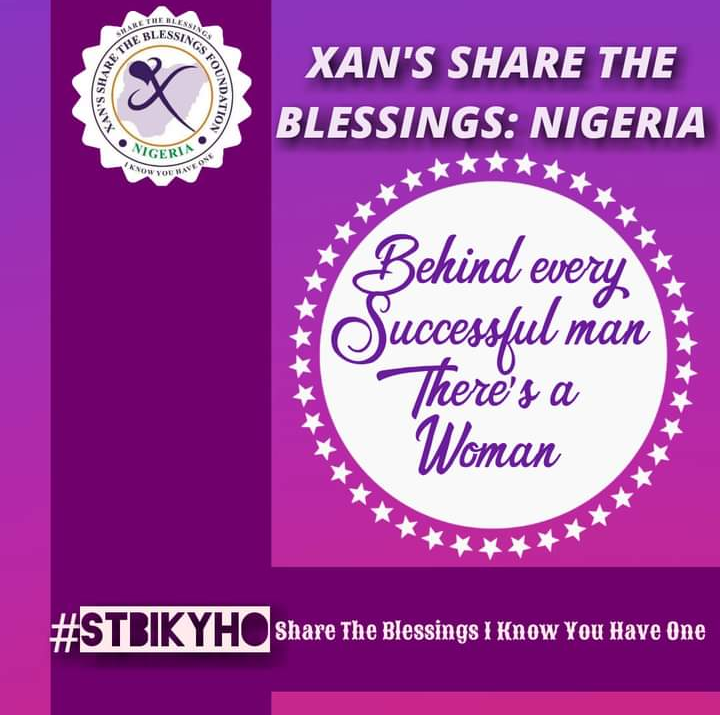 SHARE THE BLESSINGS
XAN'S SHARE THE BLESSINGS FOUNDATION
NIGERIA
I KNOW YOU HAVE ONE
XAN'S SHARE THE
BLESSINGS: NIGERIA
Behind every
Successful man
There's a
Woman
#STBIKYHO Share The Blessings I Know You Have One